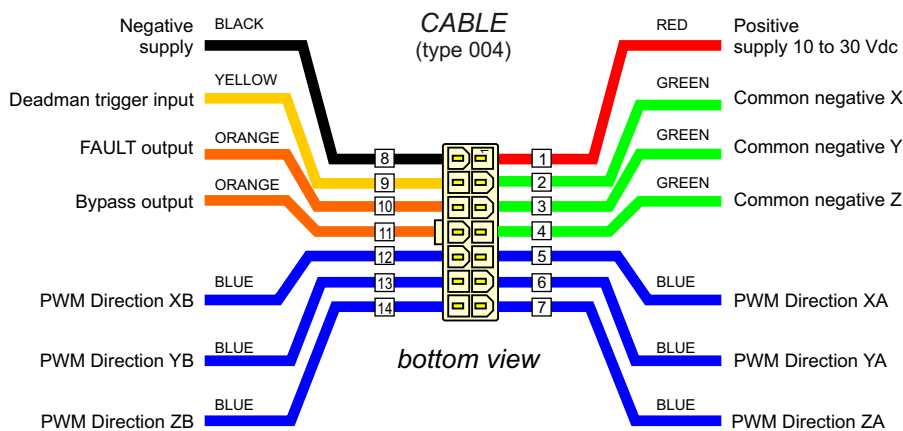 CABLE
(type 004)
Negative
supply
BLACK
Deadman trigger input
YELLOW
FAULT output
ORANGE
Bypass output
ORANGE
PWM Direction XB
BLUE
PWM Direction YB
BLUE
PWM Direction ZB
BLUE
8
9
10
11
12
13
14
1
1
2
3
4
5
6
7
RED
Positive
supply 10 to 30 Vdc
GREEN
Common negative X
GREEN
Common negative Y
GREEN
Common negative Z
BLUE
PWM Direction XA
BLUE
PWM Direction YA
BLUE
PWM Direction ZA
bottom view